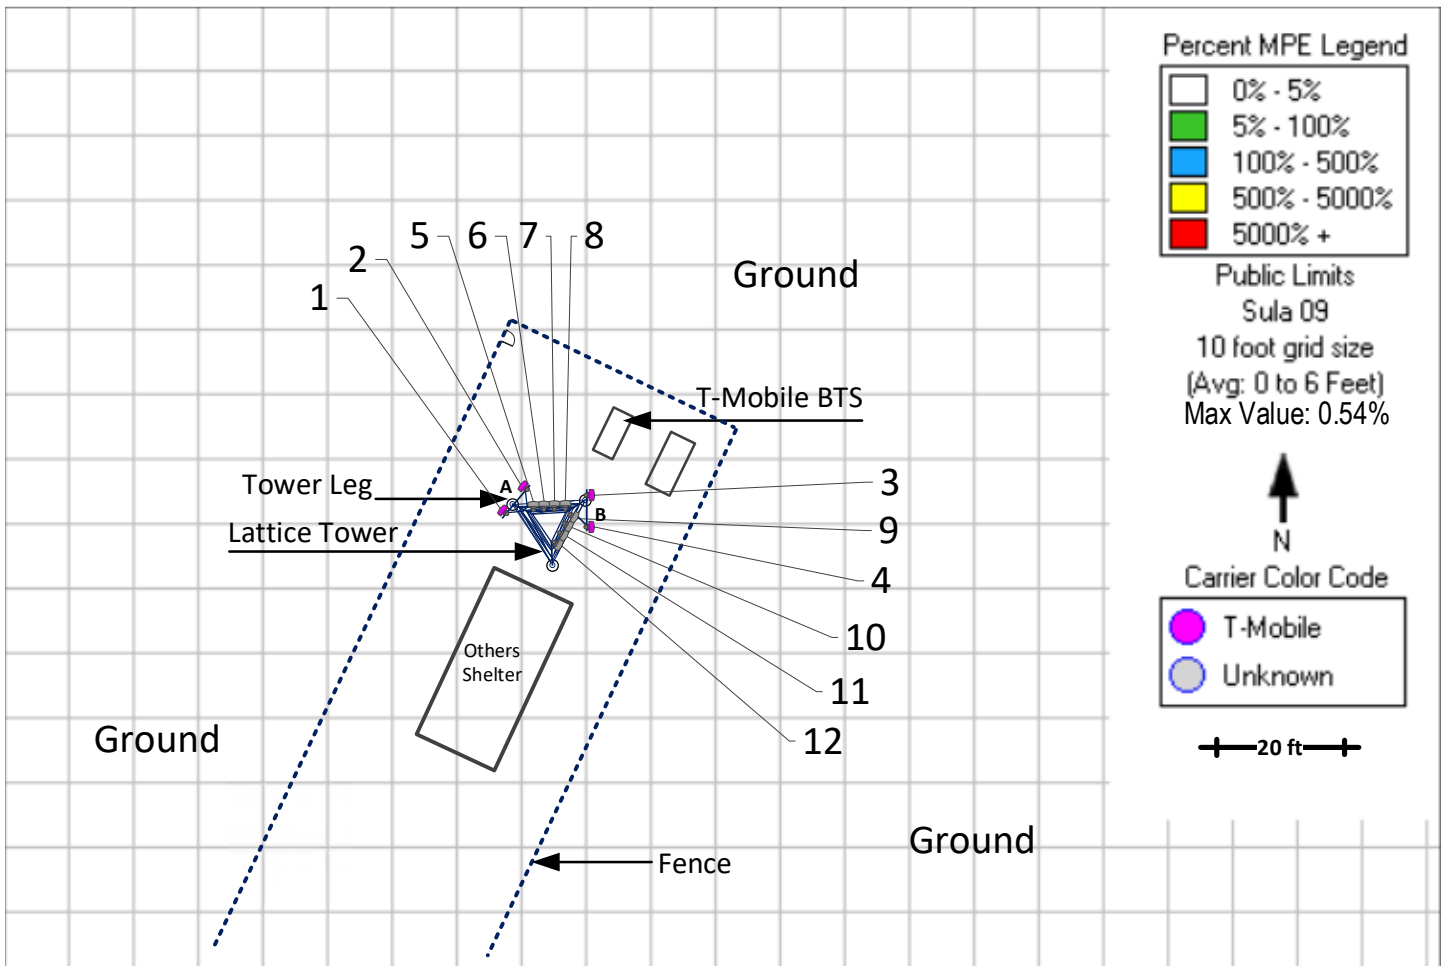 Percent MPE Legend
0% - 5%
5% - 100%
100% - 500%
500% - 5000%
5000% +
Public Limits
Sula 09
10 foot grid size
(Avg: 0 to 6 Feet)
Max Value: 0.54%
N
Carrier Color Code
T-Mobile
Unknown
20 ft
5 6 7 8
2
1
Ground
T-Mobile BTS
Tower Leg
A
3
B
9
Lattice Tower
4
10
Others
Shelter
11
12
Ground
Ground
Fence